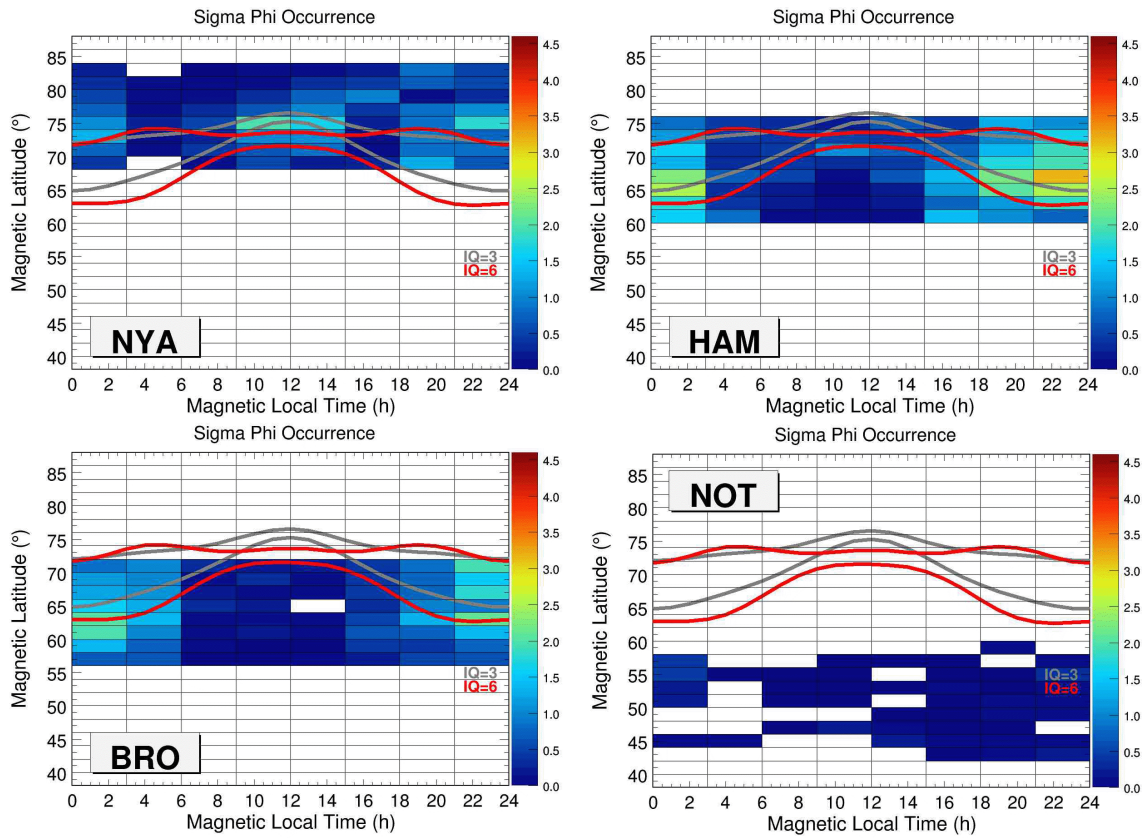 Sigma Phi Occurrence
Magnetic Latitude (°)
85
80
75
70
65
60
55
50
45
40
4.5
4.0
3.5
3.0
2.5
2.0
1.5
1.0
0.5
0.0
IQ=3
IQ=6
NYA
0 2 4 6 8 10 12 14 16 18 20 22 24
Magnetic Local Time (h)
Sigma Phi Occurrence
Magnetic Latitude (°)
85
80
75
70
65
60
55
50
45
40
4.5
4.0
3.5
3.0
2.5
2.0
1.5
1.0
0.5
0.0
IQ=3
IQ=6
HAM
0 2 4 6 8 10 12 14 16 18 20 22 24
Magnetic Local Time (h)
Sigma Phi Occurrence
Magnetic Latitude (°)
85
80
75
70
65
60
55
50
45
40
4.5
4.0
3.5
3.0
2.5
2.0
1.5
1.0
0.5
0.0
IQ=3
IQ=6
BRO
0 2 4 6 8 10 12 14 16 18 20 22 24
Magnetic Local Time (h)
Sigma Phi Occurrence
NOT
Magnetic Latitude (°)
85
80
75
70
65
60
55
50
45
40
4.5
4.0
3.5
3.0
2.5
2.0
1.5
1.0
0.5
0.0
IQ=3
IQ=6
0 2 4 6 8 10 12 14 16 18 20 22 24
Magnetic Local Time (h)